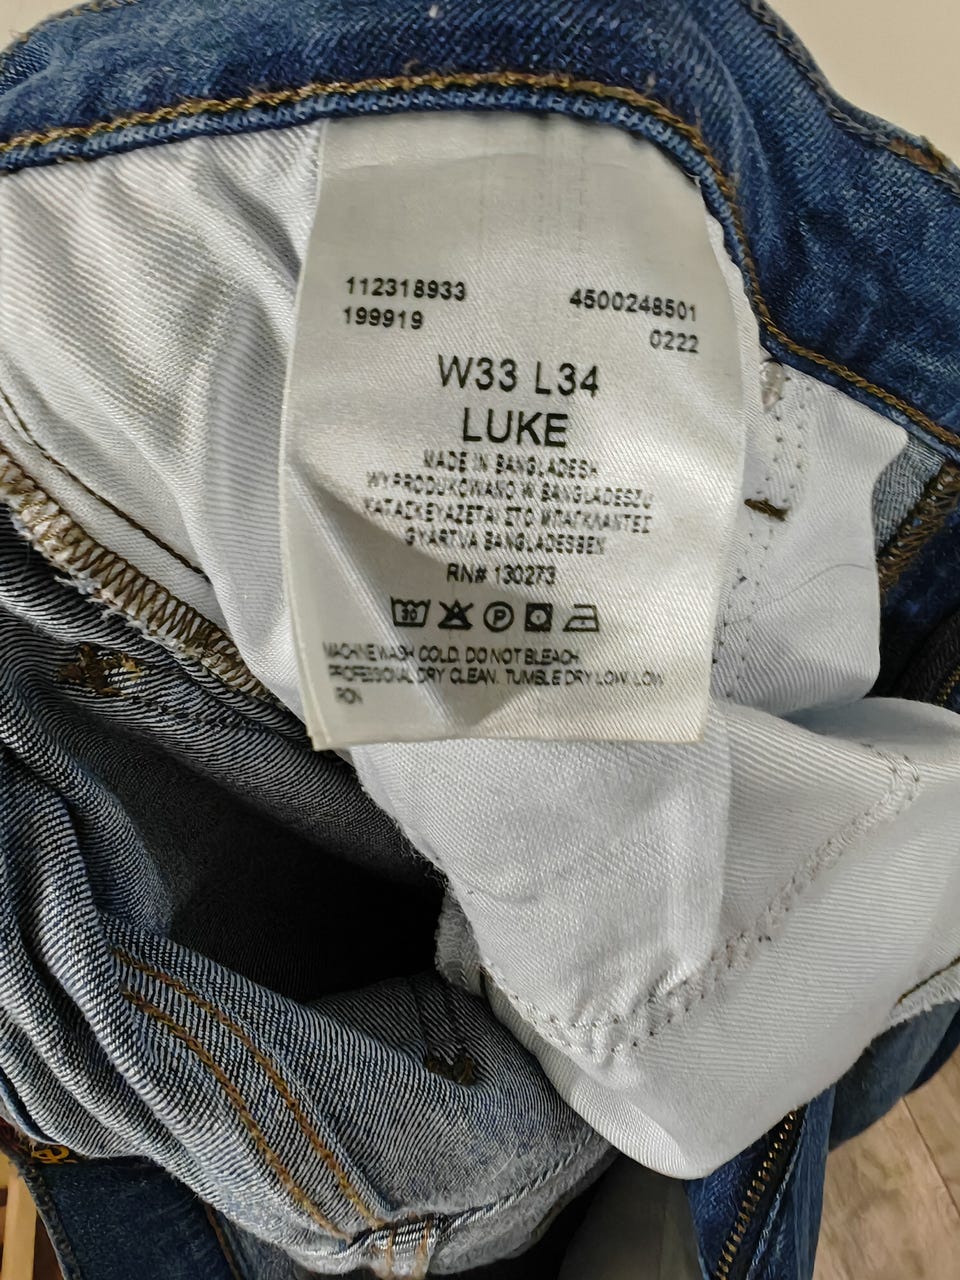 112318933 4500248501
199919 0222
W33 L34
LUKE
MADE IN BANGLADESH
WYPRODUKOWANO W BANGLADESZU
ΚΑΤΑΣΚΕΥΑΖΕΤΑΙ ΣΤΟ ΜΠΑΓΚΛΑΝΤΕΣ
GYÁRTVA BANGLADESBEN
RN# 130273
30 P
MACHINE WASH COLD. DO NOT BLEACH.
PROFESSIONAL DRY CLEAN. TUMBLE DRY LOW. LOW
IRON